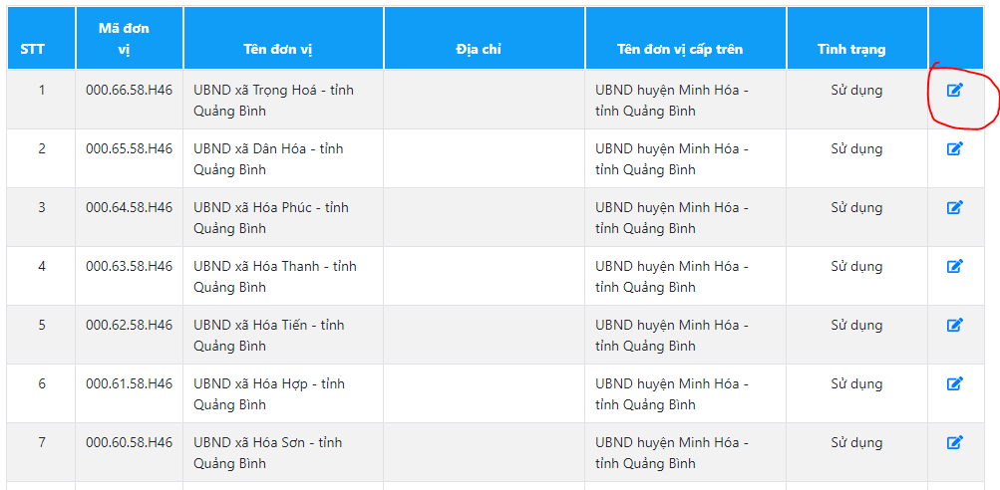 STT
Mã đơn
vị
Tên đơn vị
Địa chỉ
Tên đơn vị cấp trên
Tình trạng
1
000.66.58.H46
UBND xã Trọng Hoá - tỉnh
Quảng Bình
UBND huyện Minh Hóa -
tỉnh Quảng Bình
Sử dụng
2
000.65.58.H46
UBND xã Dân Hóa - tỉnh
Quảng Bình
UBND huyện Minh Hóa -
tỉnh Quảng Bình
Sử dụng
3
000.64.58.H46
UBND xã Hóa Phúc - tỉnh
Quảng Bình
UBND huyện Minh Hóa -
tỉnh Quảng Bình
Sử dụng
4
000.63.58.H46
UBND xã Hóa Thanh - tỉnh
Quảng Bình
UBND huyện Minh Hóa -
tỉnh Quảng Bình
Sử dụng
5
000.62.58.H46
UBND xã Hóa Tiến - tỉnh
Quảng Bình
UBND huyện Minh Hóa -
tỉnh Quảng Bình
Sử dụng
6
000.61.58.H46
UBND xã Hóa Hợp - tỉnh
Quảng Bình
UBND huyện Minh Hóa -
tỉnh Quảng Bình
Sử dụng
7
000.60.58.H46
UBND xã Hóa Sơn - tỉnh
Quảng Bình
UBND huyện Minh Hóa -
tỉnh Quảng Bình
Sử dụng